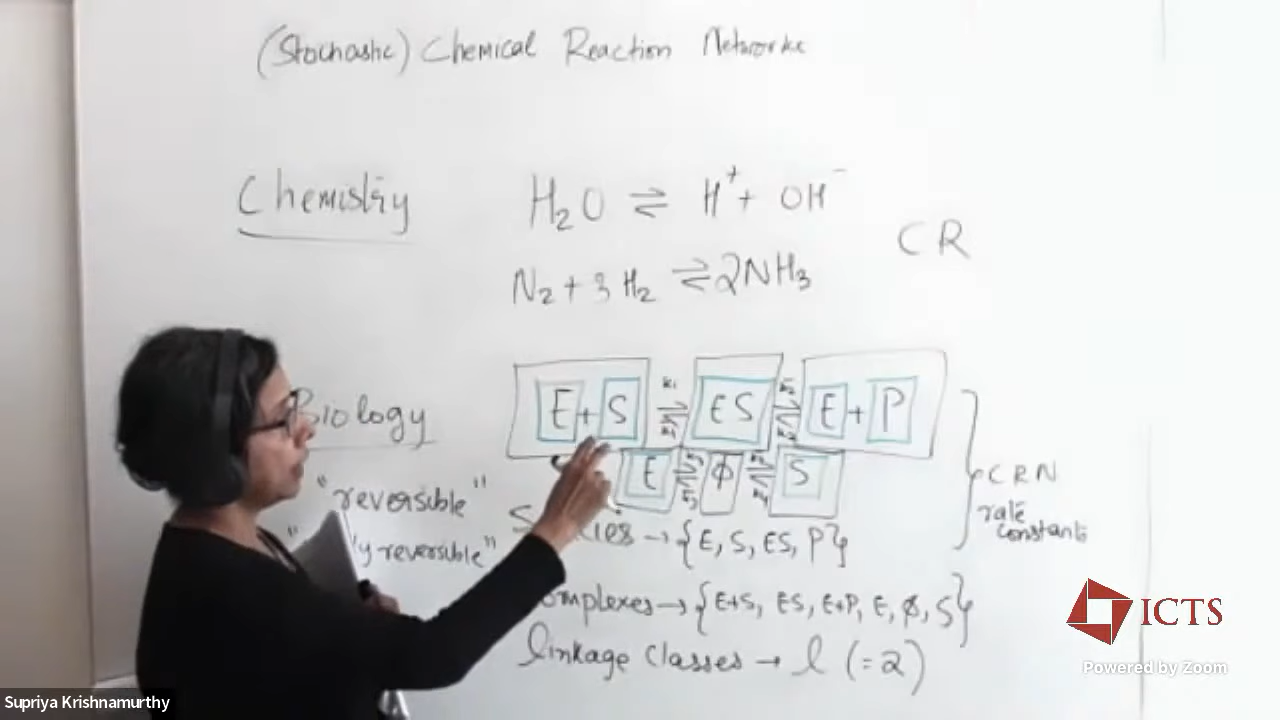 (Stochastic) Chemical Reaction Networks
Chemistry
H₂O ⇌ H⁺ + OH⁻
N₂ + 3H₂ ⇌ 2NH₃
CR
Biology
E + S ⇌ ES ⇌ E + P
E ⇌ ϕ ⇌ S
CRN
rate
constants
"reversible"
reversible"
→ {E, S, ES, P}
→ {E+S, ES, E+P, E, ϕ, S}
linkage classes → l (=2)
ICTS
Powered by Zoom
Supriya Krishnamurthy